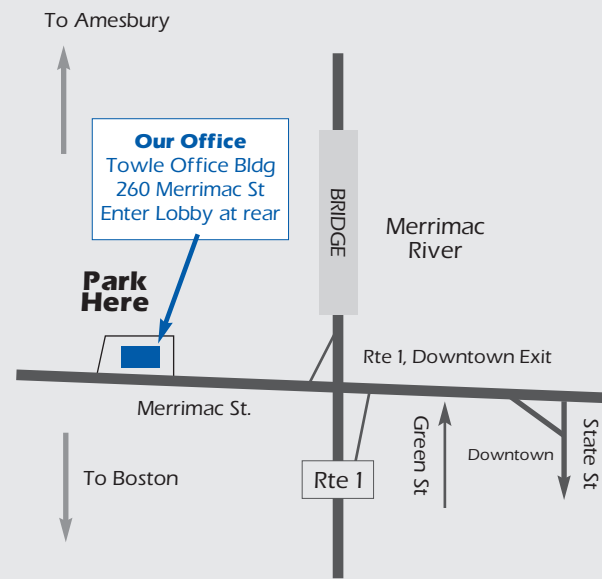 To Amesbury
Our Office
Towle Office Bldg
260 Merrimac St
Enter Lobby at rear
BRIDGE
Merrimac
River
Park
Here
Rte 1, Downtown Exit
Merrimac St.
Green St
Downtown
State St
To Boston
Rte 1